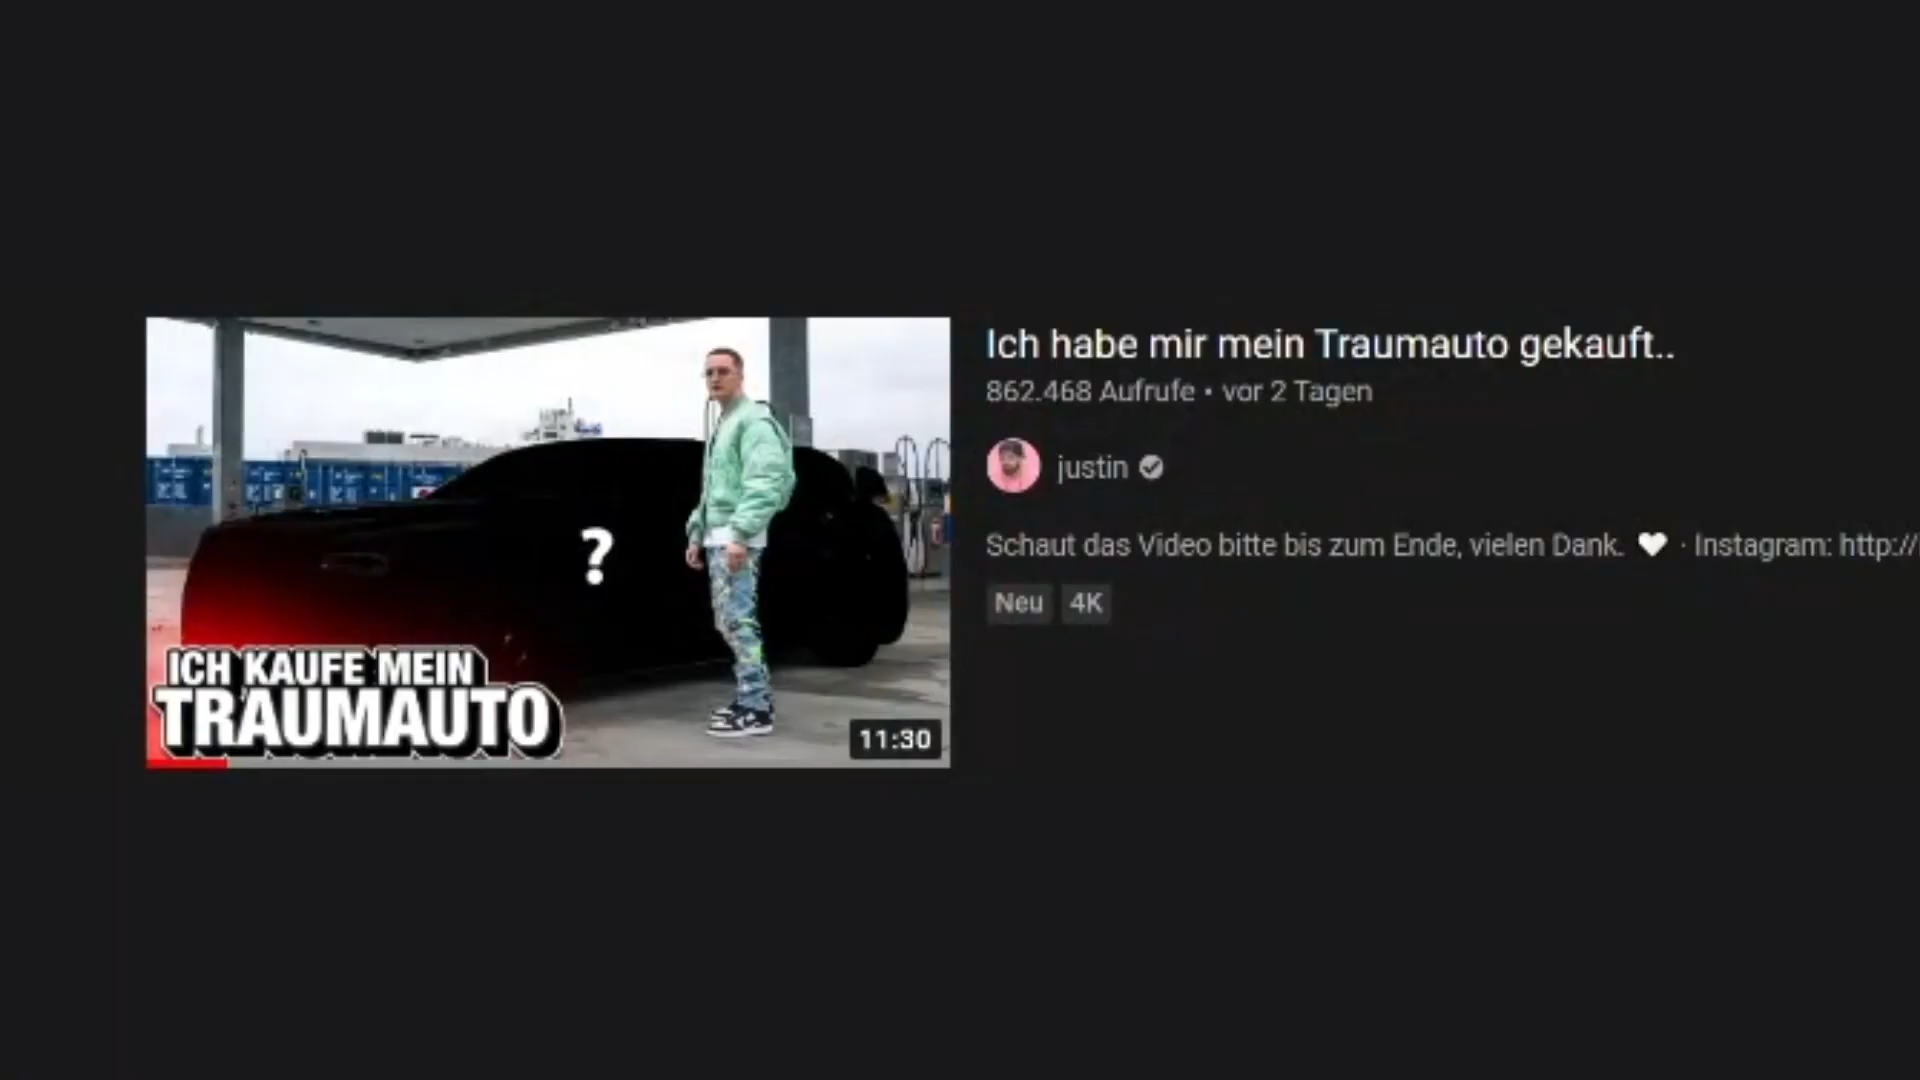 Ich habe mir mein Traumauto gekauft..
862.468 Aufrufe • vor 2 Tagen
justin
Schaut das Video bitte bis zum Ende, vielen Dank. 🤍 · Instagram: http://
Neu 4K
?
ICH KAUFE MEIN
TRAUMAUTO
11:30